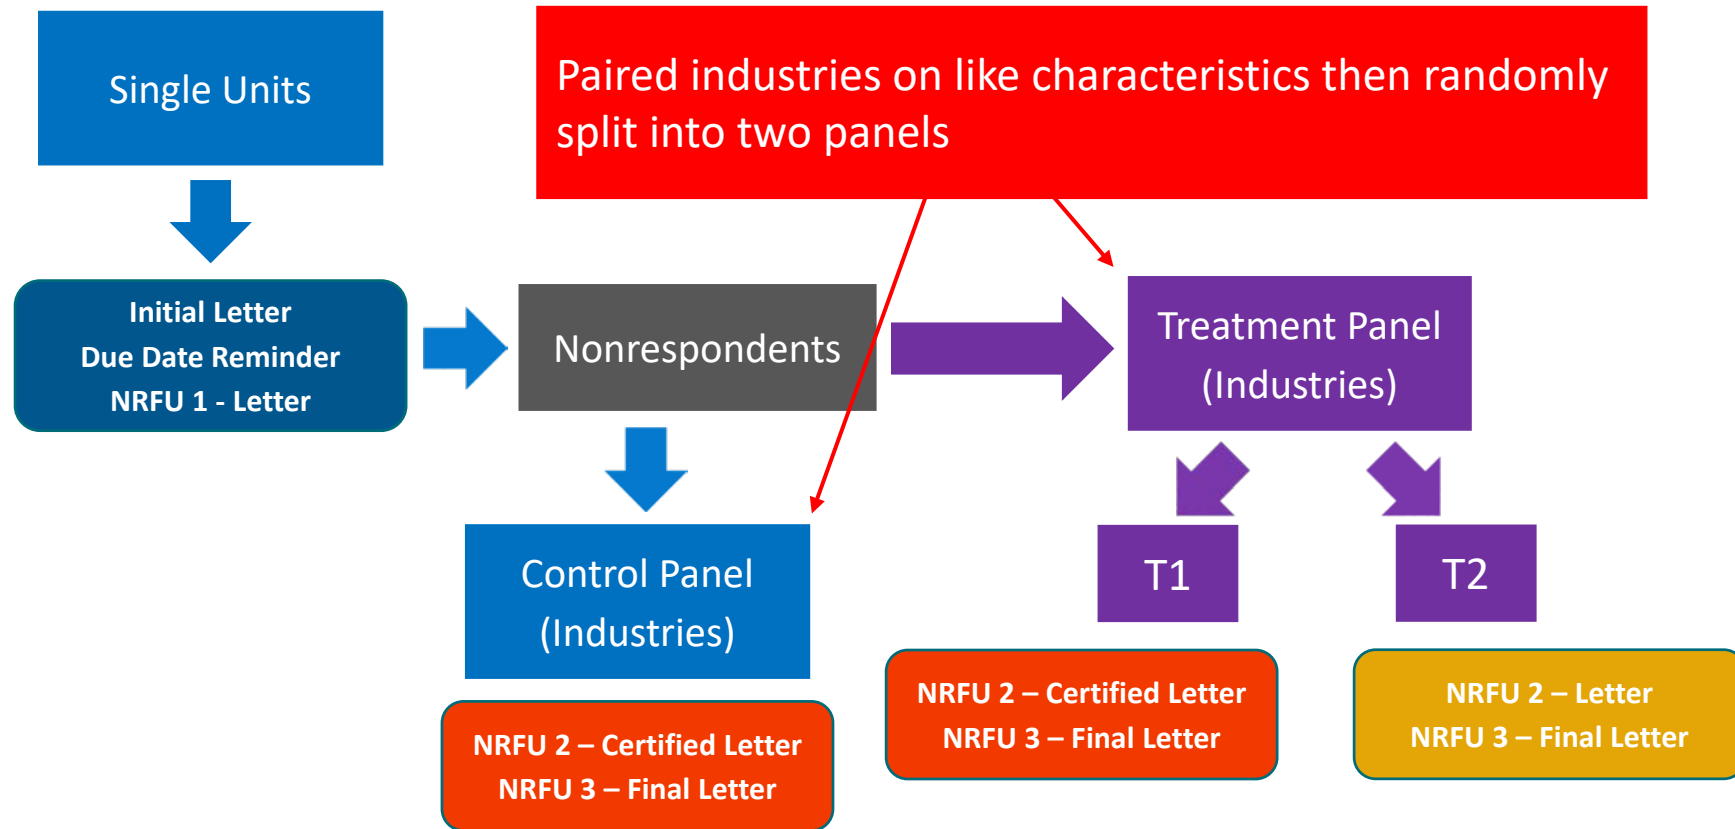 Single Units
Paired industries on like characteristics then randomly
split into two panels
Initial Letter
Due Date Reminder
NRFU 1 - Letter
Nonrespondents
Treatment Panel
(Industries)
Control Panel
(Industries)
T1
T2
NRFU 2 – Certified Letter
NRFU 3 – Final Letter
NRFU 2 – Certified Letter
NRFU 3 – Final Letter
NRFU 2 – Letter
NRFU 3 – Final Letter